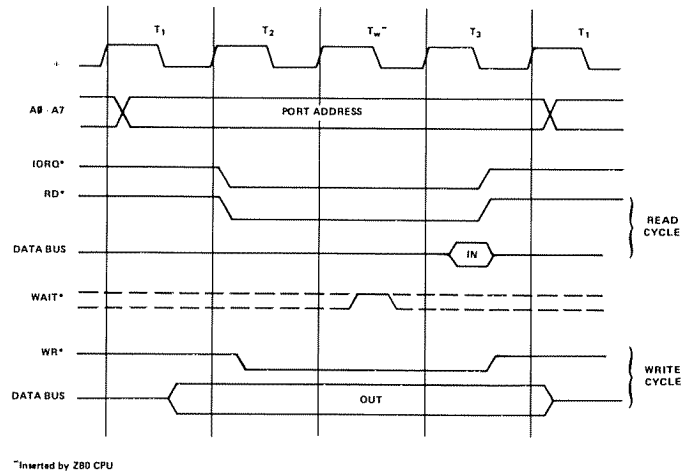 T1 T2 Tw~ T3 T1
A0 - A7
PORT ADDRESS
IORQ*
RD*
READ
CYCLE
DATA BUS
IN
WAIT*
WR*
WRITE
CYCLE
DATA BUS
OUT
~Inserted by Z80 CPU